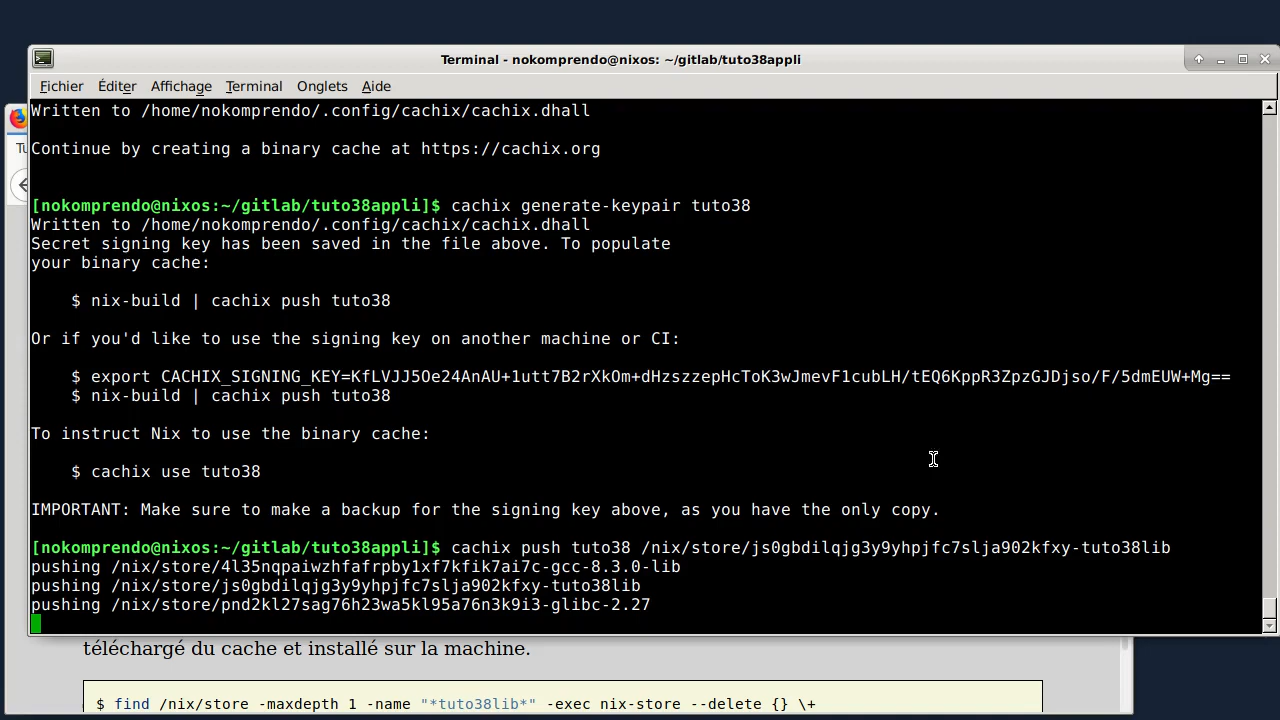 Terminal - nokomprendo@nixos: ~/gitlab/tuto38appli
Fichier Éditer Affichage Terminal Onglets Aide
Written to /home/nokomprendo/.config/cachix/cachix.dhall
Continue by creating a binary cache at https://cachix.org
[nokomprendo@nixos:~/gitlab/tuto38appli]$ cachix generate-keypair tuto38
Written to /home/nokomprendo/.config/cachix/cachix.dhall
Secret signing key has been saved in the file above. To populate
your binary cache:
$ nix-build | cachix push tuto38
Or if you'd like to use the signing key on another machine or CI:
$ export CACHIX_SIGNING_KEY=KfLVJJ5Oe24AnAU+1utt7B2rXkOm+dHzszzepHcToK3wJmevF1cubLH/tEQ6KppR3ZpzGJDjso/F/5dmEUW+Mg==
$ nix-build | cachix push tuto38
To instruct Nix to use the binary cache:
$ cachix use tuto38
IMPORTANT: Make sure to make a backup for the signing key above, as you have the only copy.
[nokomprendo@nixos:~/gitlab/tuto38appli]$ cachix push tuto38 /nix/store/js0gbdilqjg3y9yhpjfc7slja902kfxy-tuto38lib
pushing /nix/store/4l35nqpaiwzhfafrpby1xf7kfik7ai7c-gcc-8.3.0-lib
pushing /nix/store/js0gbdilqjg3y9yhpjfc7slja902kfxy-tuto38lib
pushing /nix/store/pnd2kl27sag76h23wa5kl95a76n3k9i3-glibc-2.27
téléchargé du cache et installé sur la machine.
$ find /nix/store -maxdepth 1 -name "*tuto38lib*" -exec nix-store --delete {} \+